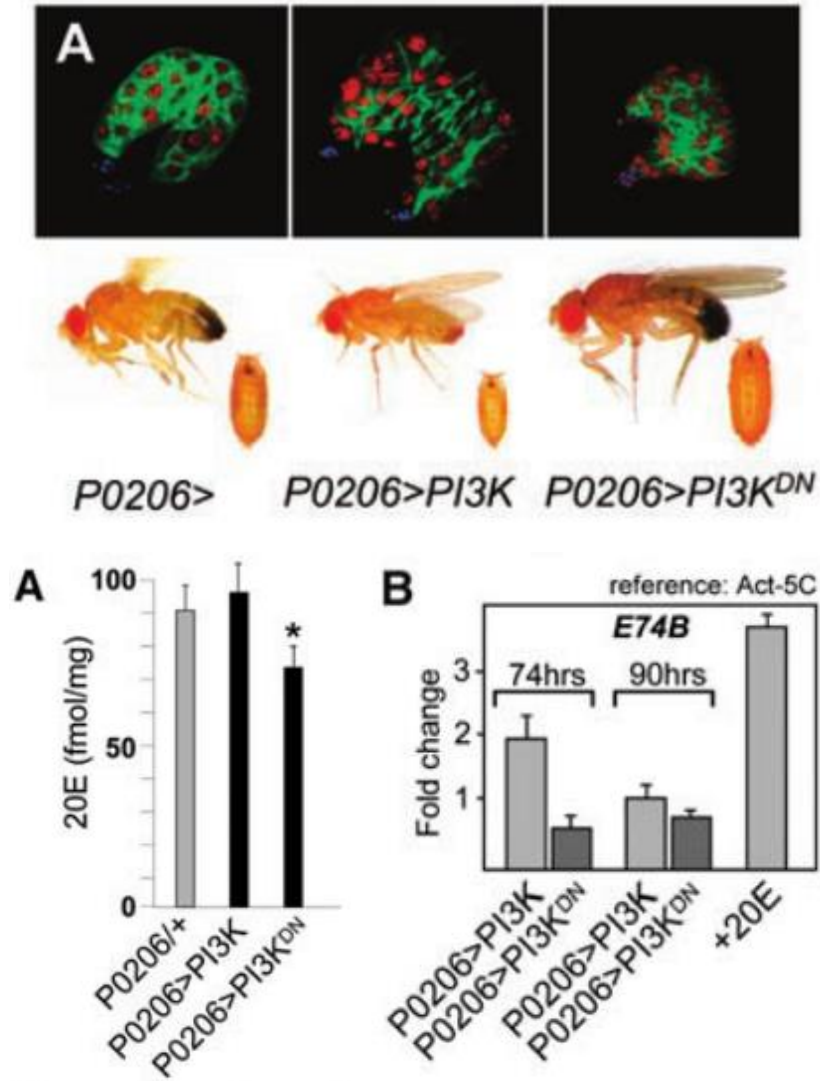 A
P0206>
P0206>PI3K
P0206>PI3KDN
A
20E (fmol/mg)
100
50
0
P0206/+
P0206>PI3K
P0206>PI3KDN
B
reference: Act-5C
E74B
74hrs
90hrs
Fold change
3
2
1
P0206>PI3K
P0206>PI3KDN
P0206>PI3K
P0206>PI3KDN
+20E
*